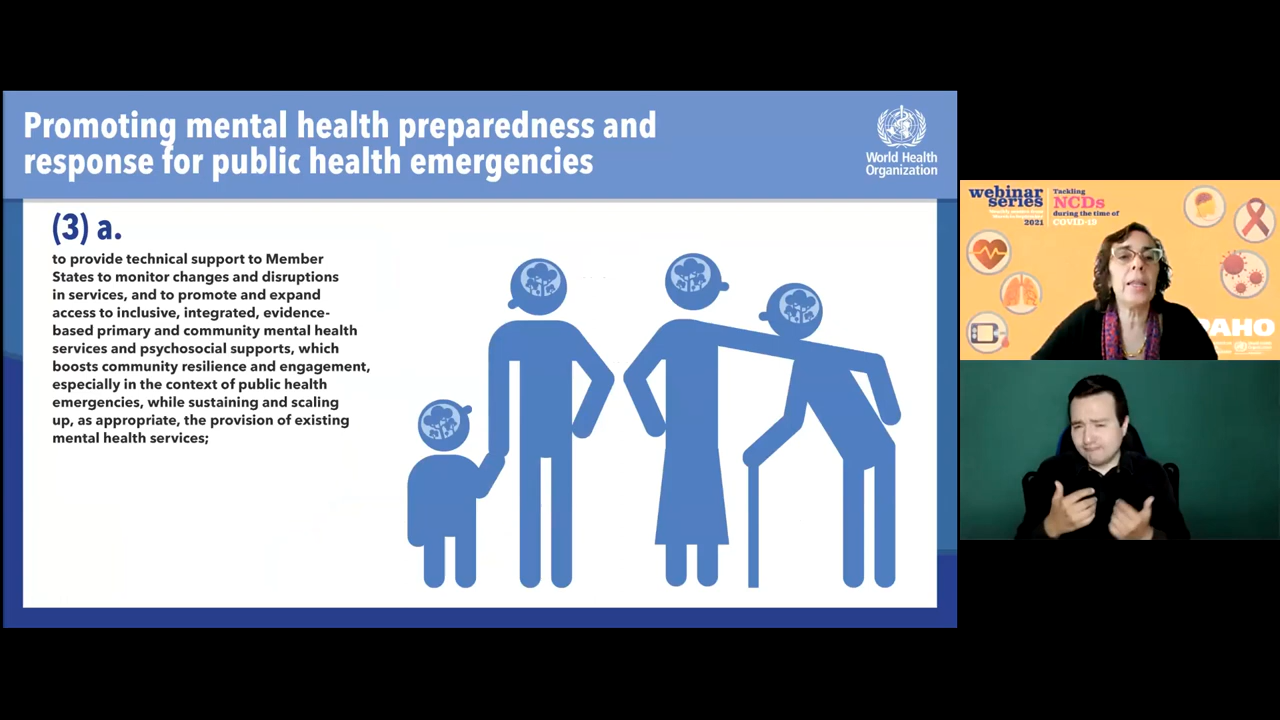 Promoting mental health preparedness and
response for public health emergencies
World Health
Organization
(3) a.
to provide technical support to Member
States to monitor changes and disruptions
in services, and to promote and expand
access to inclusive, integrated, evidence-
based primary and community mental health
services and psychosocial supports, which
boosts community resilience and engagement,
especially in the context of public health
emergencies, while sustaining and scaling
up, as appropriate, the provision of existing
mental health services;
webinar
series
2021
Tackling
NCDs
during the time of
COVID-19
PAHO